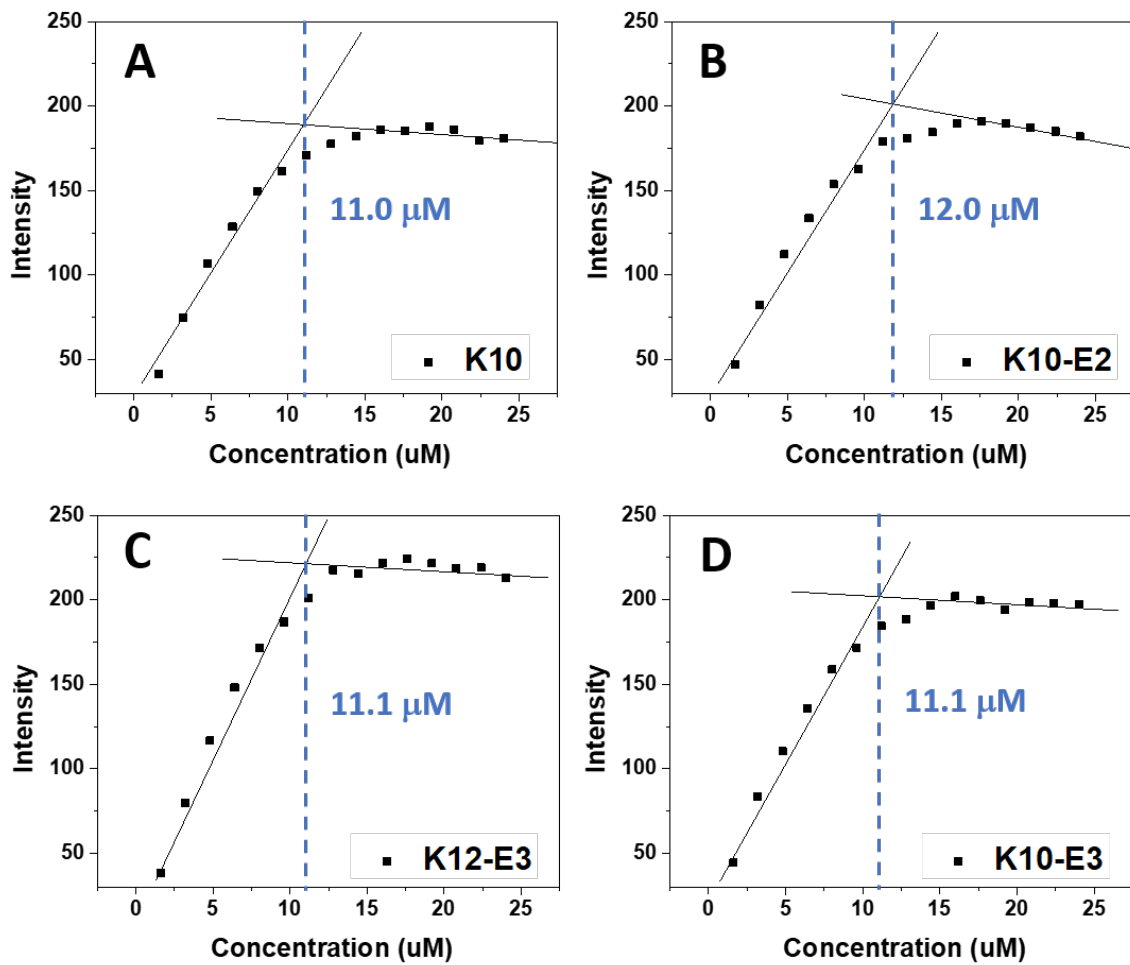 A
250
200
150
100
50
Intensity
11.0 μM
K10
0 5 10 15 20 25
Concentration (uM)
B
250
200
150
100
50
Intensity
12.0 μM
K10-E2
0 5 10 15 20 25
Concentration (uM)
C
250
200
150
100
50
Intensity
11.1 μM
K12-E3
0 5 10 15 20 25
Concentration (uM)
D
250
200
150
100
50
Intensity
11.1 μM
K10-E3
0 5 10 15 20 25
Concentration (uM)